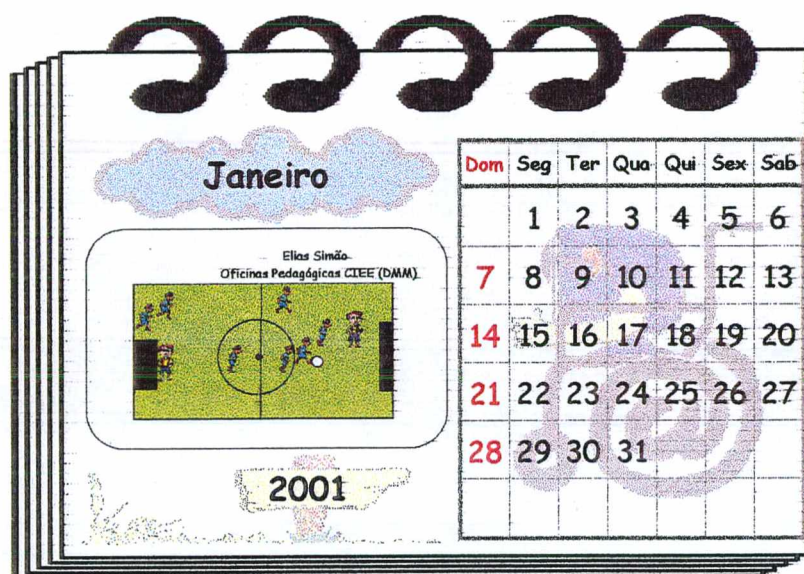 Janeiro
Elias Simão
Oficinas Pedagógicas CIEE (DMM)
2001
Dom Seg Ter Qua Qui Sex Sab
1 2 3 4 5 6
7 8 9 10 11 12 13
14 15 16 17 18 19 20
21 22 23 24 25 26 27
28 29 30 31